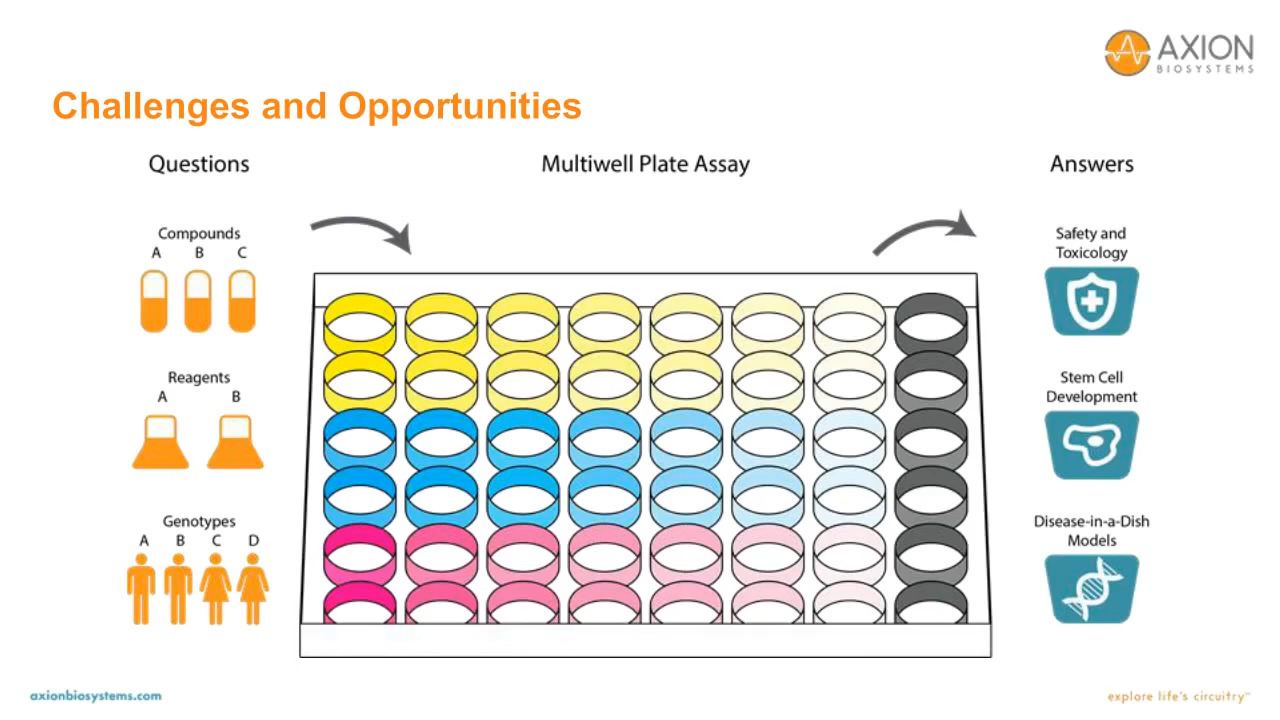 AXION
BIOSYSTEMS
Challenges and Opportunities
Questions
Multiwell Plate Assay
Answers
Compounds
A B C
Safety and
Toxicology
Reagents
A B
Stem Cell
Development
Genotypes
A B C D
Disease-in-a-Dish
Models
axionbiosystems.com
explore life's circuitry™